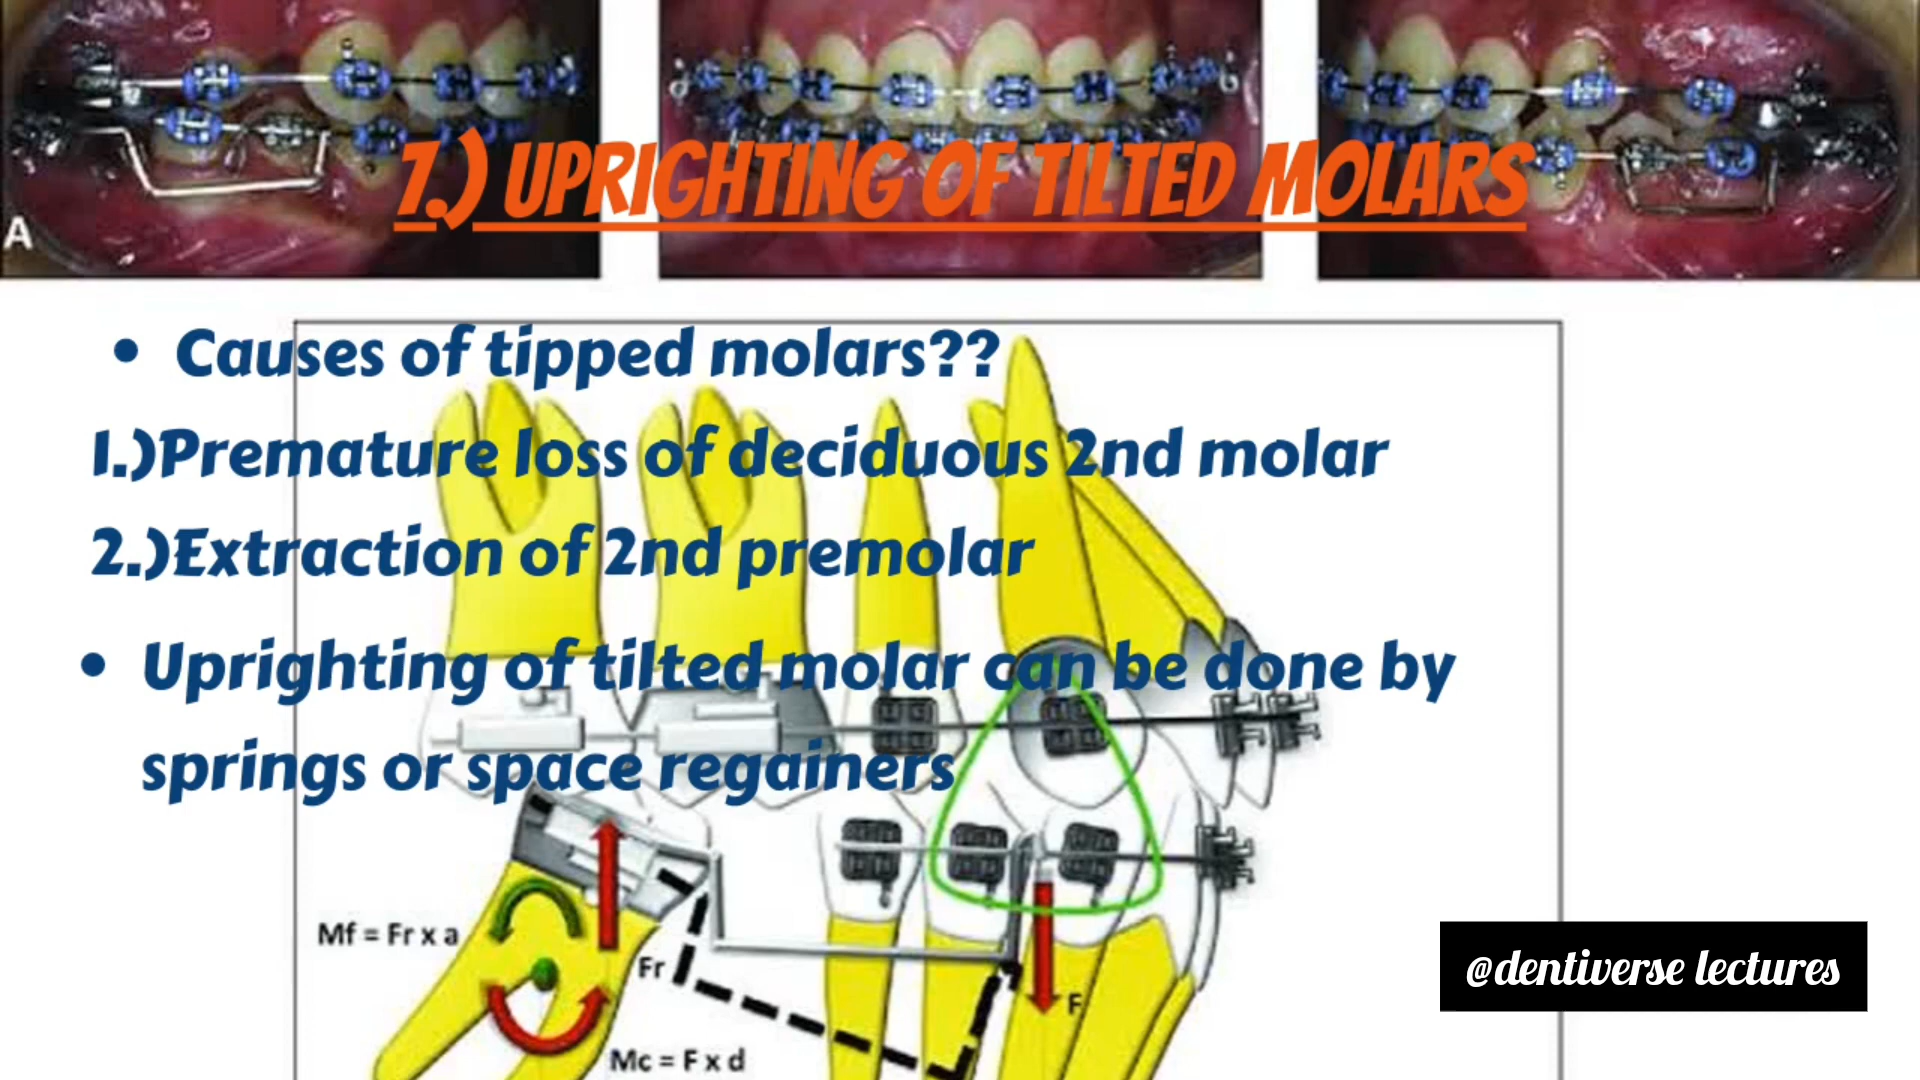 7.) UPRIGHTING OF TILTED MOLARS
A
• Causes of tipped molars??
1.)Premature loss of deciduous 2nd molar
2.)Extraction of 2nd premolar
• Uprighting of tilted molar can be done by
springs or space regainers
Mf = Fr x a
Fr
F
Mc = F x d
@dentiverse lectures